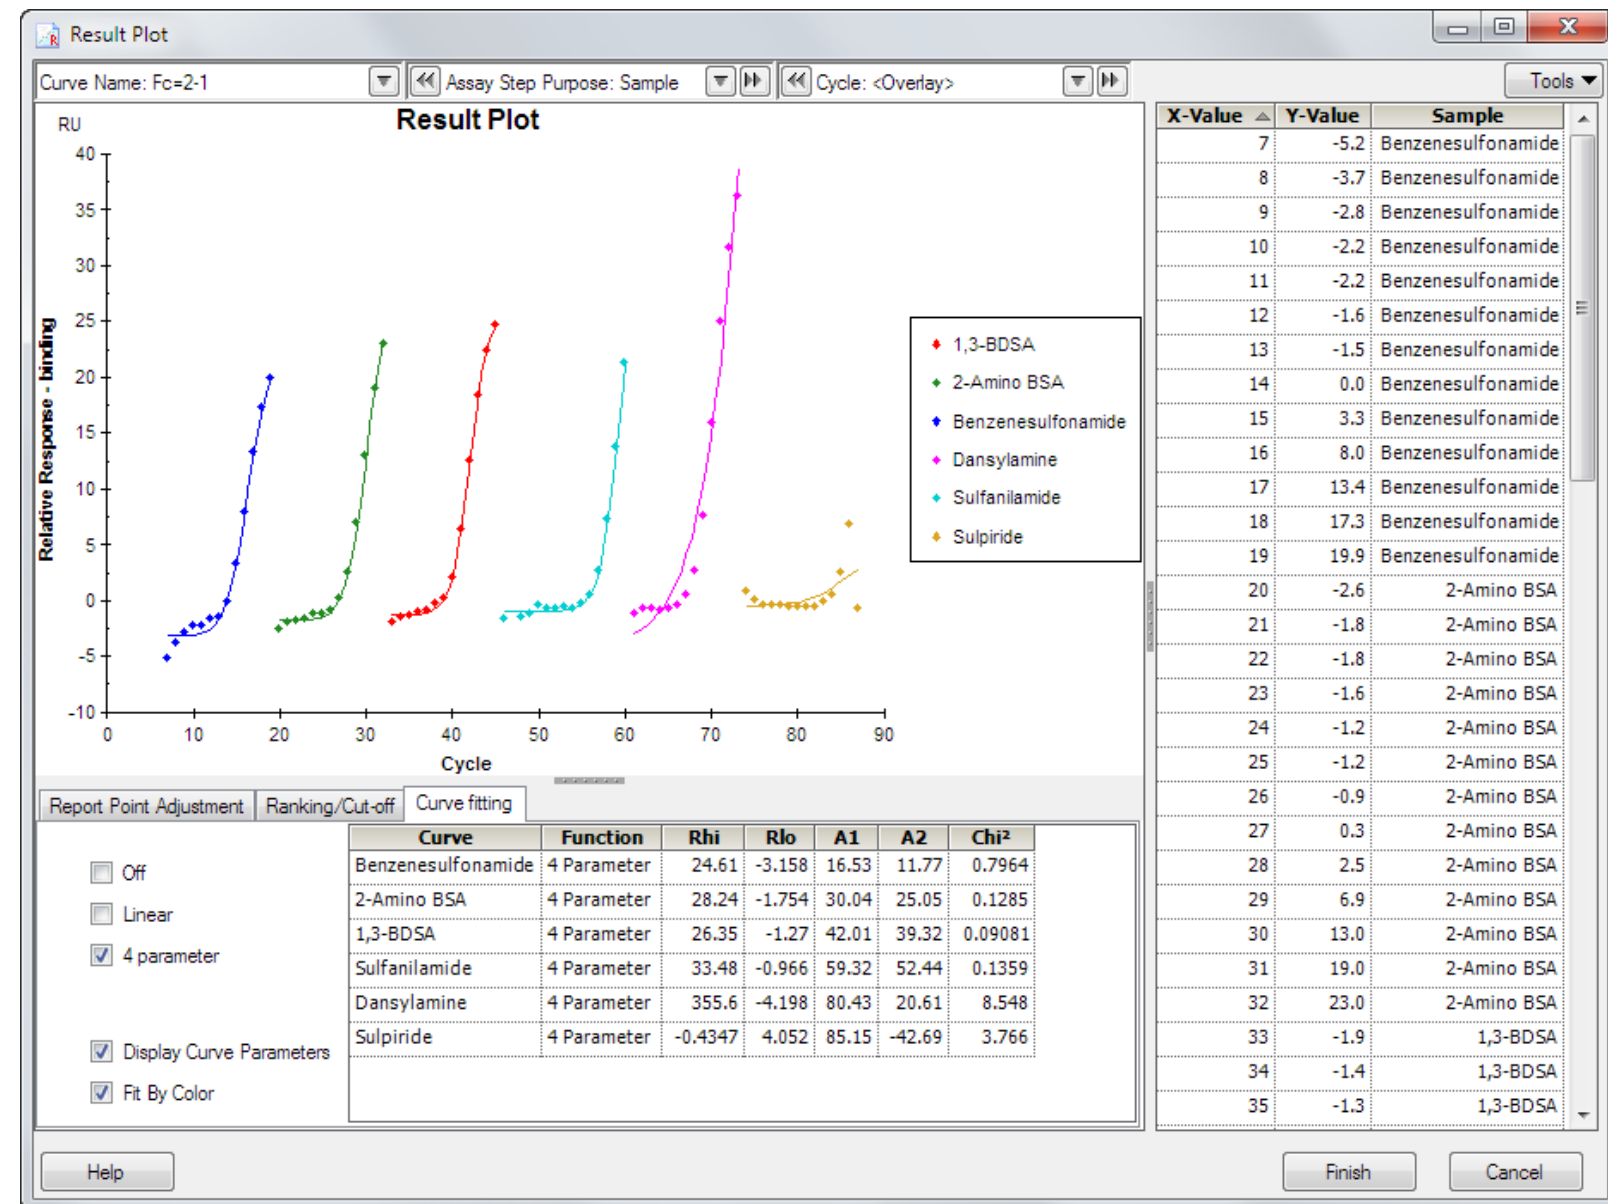 Result Plot
Curve Name: Fc=2-1
Assay Step Purpose: Sample
Cycle: <Overlay>
Tools
Result Plot
RU
40
35
30
25
20
15
10
5
0
-5
-10
Relative Response - binding
0 10 20 30 40 50 60 70 80 90
Cycle
1,3-BDSA
2-Amino BSA
Benzenesulfonamide
Dansylamine
Sulfanilamide
Sulpiride
X-Value Y-Value Sample
7 -5.2 Benzenesulfonamide
8 -3.7 Benzenesulfonamide
9 -2.8 Benzenesulfonamide
10 -2.2 Benzenesulfonamide
11 -2.2 Benzenesulfonamide
12 -1.6 Benzenesulfonamide
13 -1.5 Benzenesulfonamide
14 0.0 Benzenesulfonamide
15 3.3 Benzenesulfonamide
16 8.0 Benzenesulfonamide
17 13.4 Benzenesulfonamide
18 17.3 Benzenesulfonamide
19 19.9 Benzenesulfonamide
20 -2.6 2-Amino BSA
21 -1.8 2-Amino BSA
22 -1.8 2-Amino BSA
23 -1.6 2-Amino BSA
24 -1.2 2-Amino BSA
25 -1.2 2-Amino BSA
26 -0.9 2-Amino BSA
27 0.3 2-Amino BSA
28 2.5 2-Amino BSA
29 6.9 2-Amino BSA
30 13.0 2-Amino BSA
31 19.0 2-Amino BSA
32 23.0 2-Amino BSA
33 -1.9 1,3-BDSA
34 -1.4 1,3-BDSA
35 -1.3 1,3-BDSA
Report Point Adjustment Ranking/Cut-off Curve fitting
Off
Linear
4 parameter
Display Curve Parameters
Fit By Color
Curve Function Rhi Rlo A1 A2 Chi²
Benzenesulfonamide 4 Parameter 24.61 -3.158 16.53 11.77 0.7964
2-Amino BSA 4 Parameter 28.24 -1.754 30.04 25.05 0.1285
1,3-BDSA 4 Parameter 26.35 -1.27 42.01 39.32 0.09081
Sulfanilamide 4 Parameter 33.48 -0.966 59.32 52.44 0.1359
Dansylamine 4 Parameter 355.6 -4.198 80.43 20.61 8.548
Sulpiride 4 Parameter -0.4347 4.052 85.15 -42.69 3.766
Help
Finish
Cancel